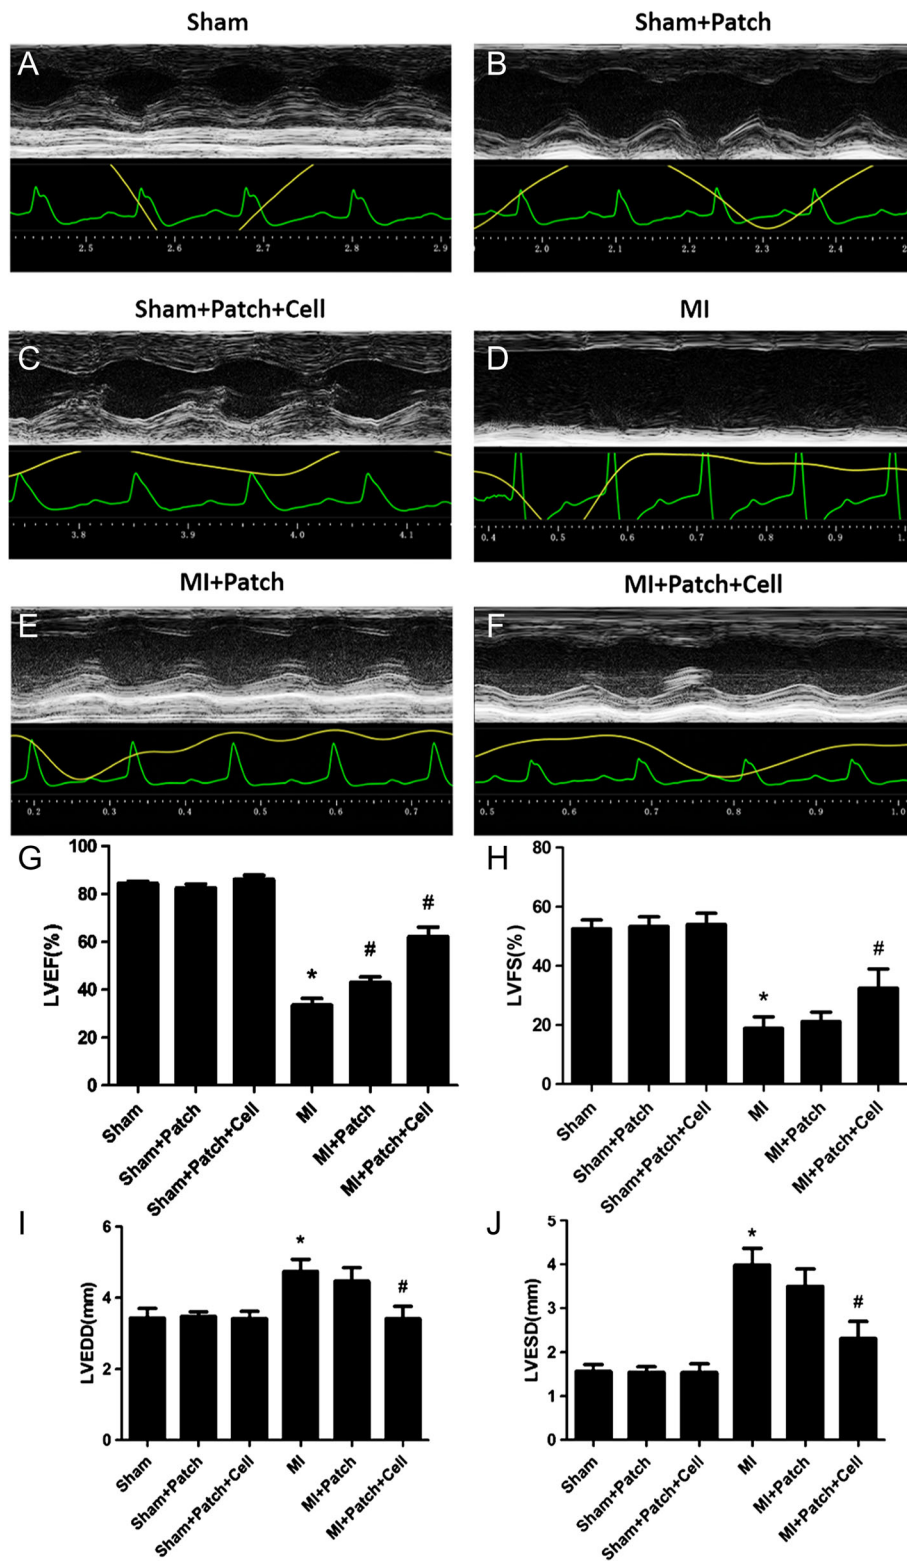 Sham
Sham+Patch
A
B
2.5 2.6 2.7 2.8 2.9
2.0 2.1 2.2 2.3 2.4 2.5
Sham+Patch+Cell
MI
C
D
3.8 3.9 4.0 4.1
0.4 0.5 0.6 0.7 0.8 0.9 1.
MI+Patch
MI+Patch+Cell
E
F
0.2 0.3 0.4 0.5 0.6 0.7
0.5 0.6 0.7 0.8 0.9 1.0
G
LVEF(%)
100
80
60
40
20
0
* # #
Sham Sham+Patch Sham+Patch+Cell MI MI+Patch MI+Patch+Cell
H
LVFS(%)
80
60
40
20
0
* #
Sham Sham+Patch Sham+Patch+Cell MI MI+Patch MI+Patch+Cell
I
LVEDD(mm)
6
4
2
0
* #
Sham Sham+Patch Sham+Patch+Cell MI MI+Patch MI+Patch+Cell
J
LVESD(mm)
5
4
3
2
1
0
* #
Sham Sham+Patch Sham+Patch+Cell MI MI+Patch MI+Patch+Cell